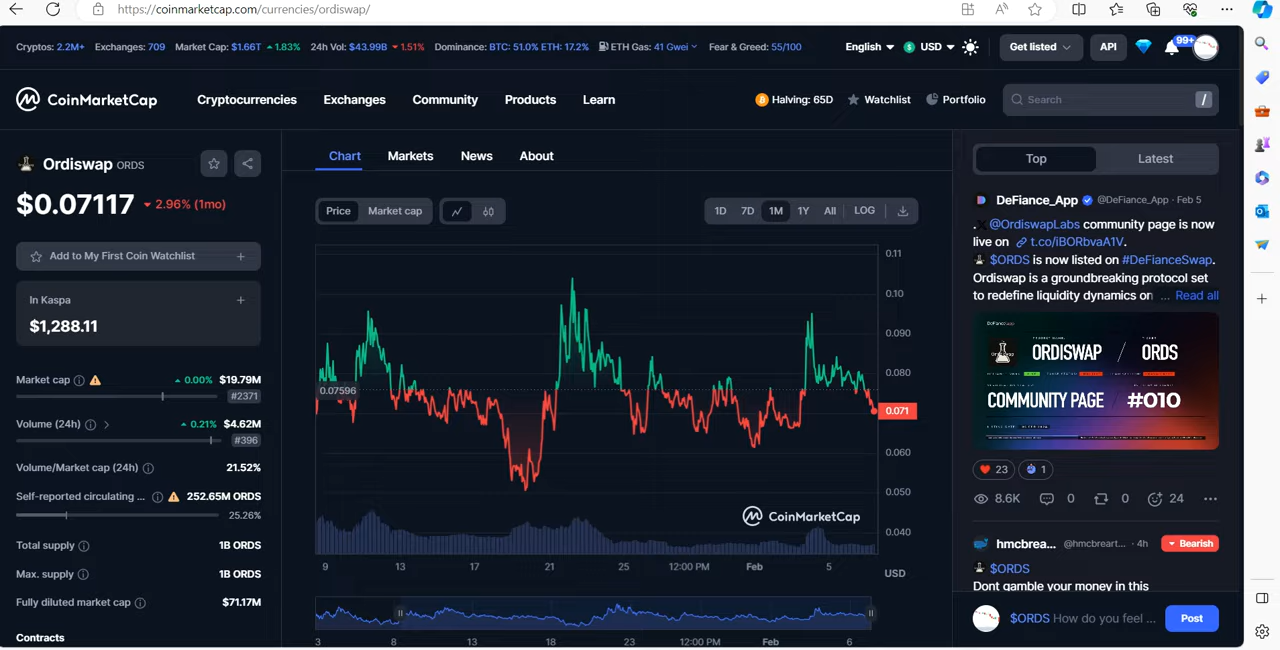 https://coinmarketcap.com/currencies/ordiswap/
Cryptos: 2.2M+ Exchanges: 709 Market Cap: $1.66T 1.83% 24h Vol: $43.99B 1.51% Dominance: BTC: 51.0% ETH: 17.2% ETH Gas: 41 Gwei Fear & Greed: 55/100
English USD Get listed API 99+
CoinMarketCap Cryptocurrencies Exchanges Community Products Learn
Halving: 65D Watchlist Portfolio Search /
Ordiswap ORDS
$0.07117 2.96% (1mo)
Add to My First Coin Watchlist +
In Kaspa +
$1,288.11
Market cap 0.00% $19.79M
#2371
Volume (24h) 0.21% $4.62M
#396
Volume/Market cap (24h) 21.52%
Self-reported circulating ... 252.65M ORDS
25.26%
Total supply 1B ORDS
Max. supply 1B ORDS
Fully diluted market cap $71.17M
Contracts
Chart Markets News About
Price Market cap
1D 7D 1M 1Y All LOG
0.11
0.10
0.090
0.080
0.07596
0.071
0.060
0.050
0.040
CoinMarketCap
9 13 17 21 25 12:00 PM Feb 5 USD
3 8 13 18 23 12:00 PM Feb 6
Top Latest
DeFiance_App @DeFiance_App · Feb 5
. @OrdiswapLabs community page is now
live on t.co/iBORbvaA1V.
$ORDS is now listed on #DeFianceSwap.
Ordiswap is a groundbreaking protocol set
to redefine liquidity dynamics on ... Read all
ORDISWAP / ORDS
COMMUNITY PAGE / #010
23 1
8.6K 0 0 24
hmcbrea... @hmcbreart... · 4h Bearish
$ORDS
Dont gamble your money in this
$ORDS How do you feel ... Post